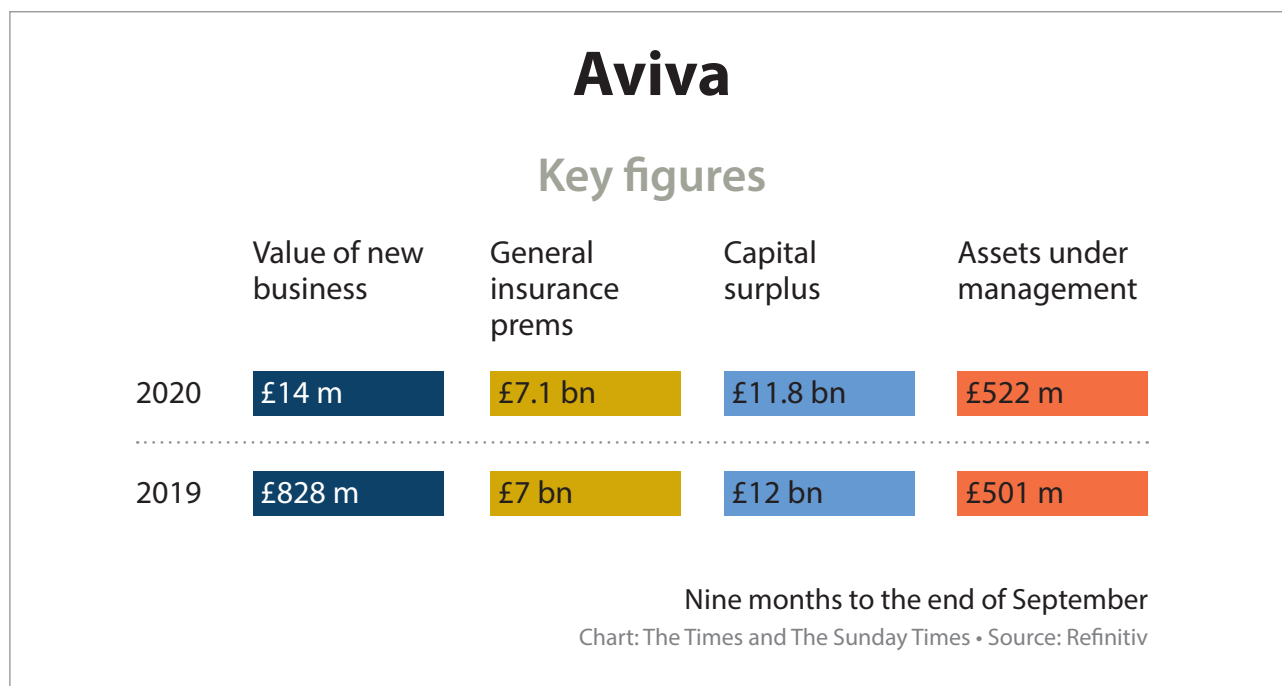 Aviva
Key figures
Value of new
business
General
insurance
prems
Capital
surplus
Assets under
management
2020 £14 m £7.1 bn £11.8 bn £522 m
2019 £828 m £7 bn £12 bn £501 m
Nine months to the end of September
Chart: The Times and The Sunday Times • Source: Refinitiv